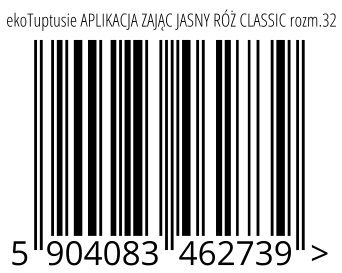 ekoTuptusie APLIKACJA ZAJĄC JASNY RÓŻ CLASSIC rozm.32
5 904083 462739 >